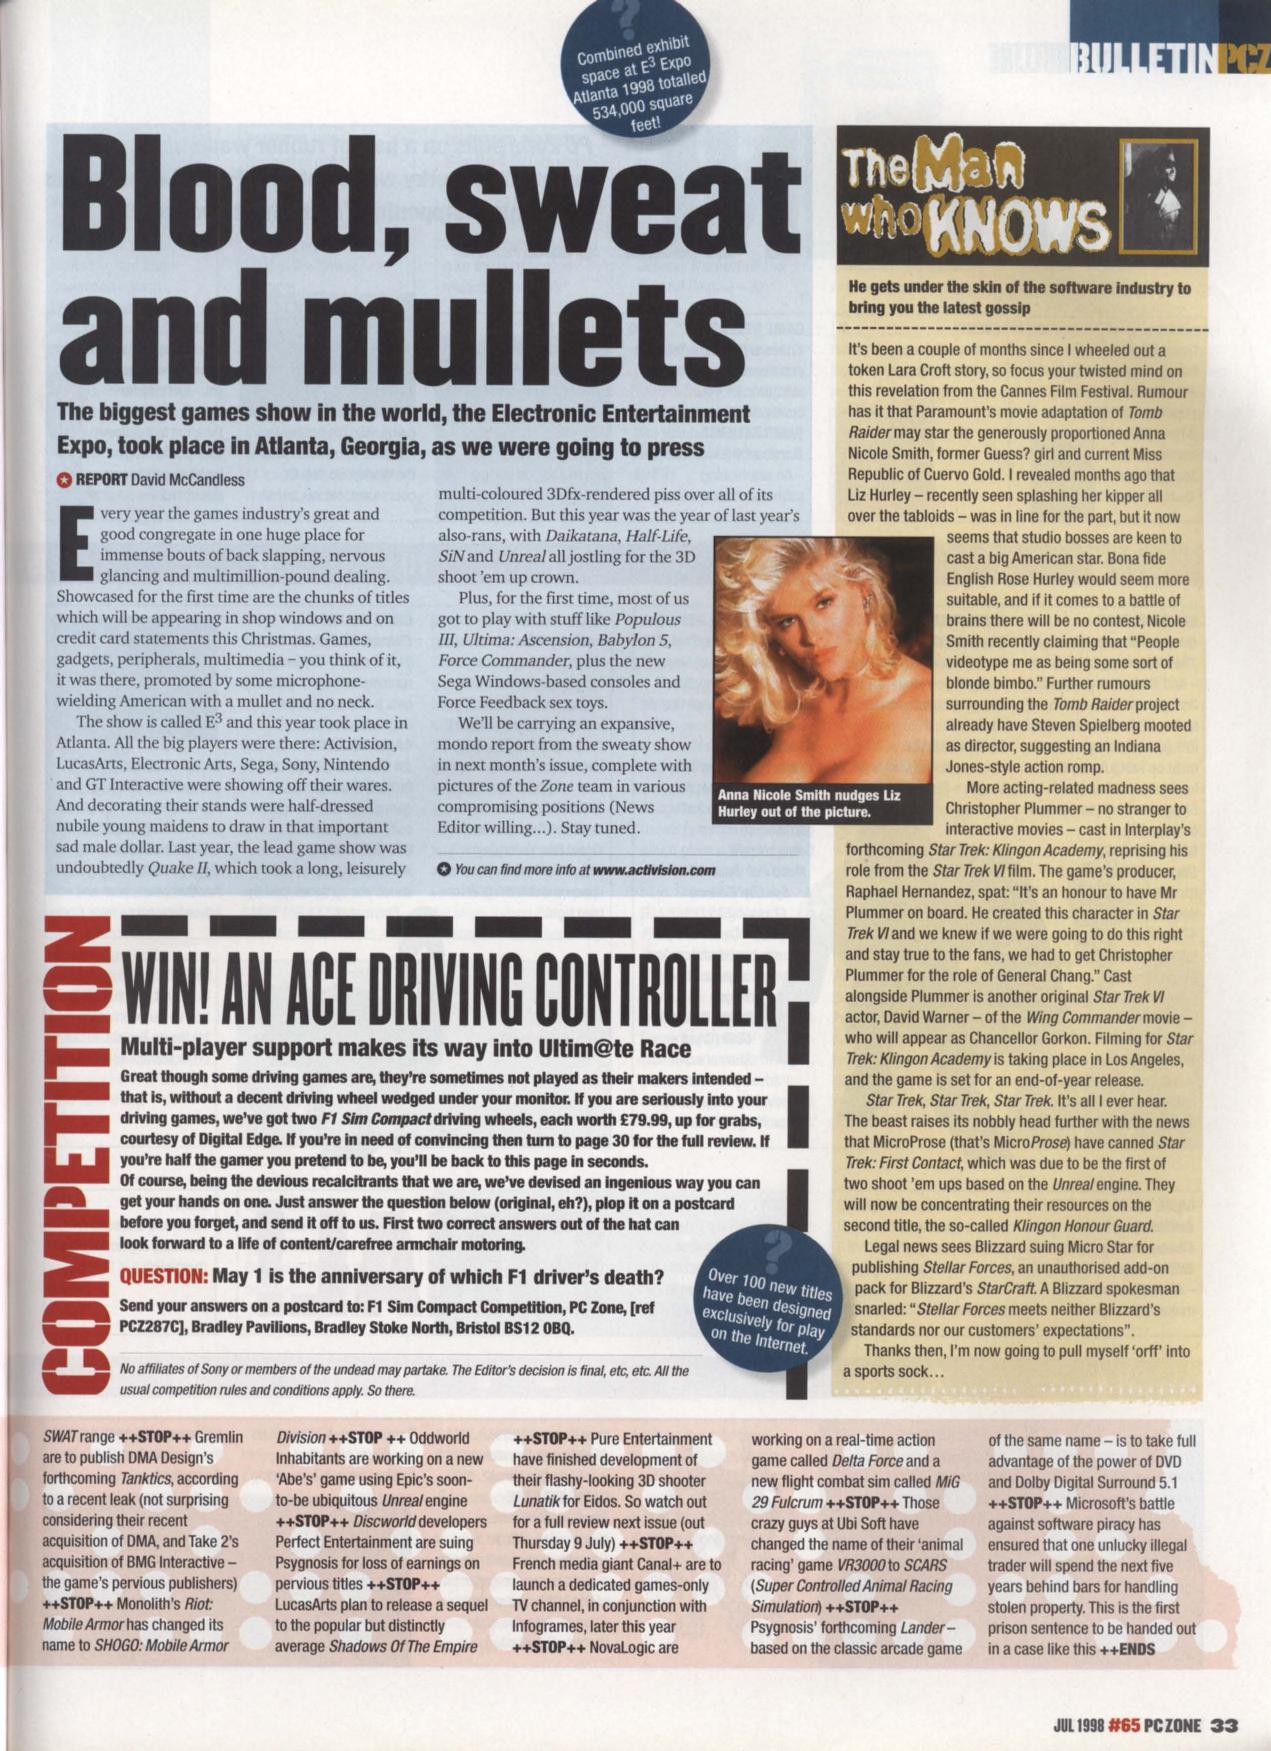 Combined exhibit
space at E³ Expo
Atlanta 1998 totalled
534,000 square
feet!
BULLETIN PCZ
Blood, sweat
and mullets
The biggest games show in the world, the Electronic Entertainment
Expo, took place in Atlanta, Georgia, as we were going to press
REPORT David McCandless
Every year the games industry's great and
good congregate in one huge place for
immense bouts of back slapping, nervous
glancing and multimillion-pound dealing.
Showcased for the first time are the chunks of titles
which will be appearing in shop windows and on
credit card statements this Christmas. Games,
gadgets, peripherals, multimedia – you think of it,
it was there, promoted by some microphone-
wielding American with a mullet and no neck.
The show is called E³ and this year took place in
Atlanta. All the big players were there: Activision,
LucasArts, Electronic Arts, Sega, Sony, Nintendo
and GT Interactive were showing off their wares.
And decorating their stands were half-dressed
nubile young maidens to draw in that important
sad male dollar. Last year, the lead game show was
undoubtedly Quake II, which took a long, leisurely
multi-coloured 3Dfx-rendered piss over all of its
competition. But this year was the year of last year's
also-rans, with Daikatana, Half-Life,
SiN and Unreal all jostling for the 3D
shoot 'em up crown.
Plus, for the first time, most of us
got to play with stuff like Populous
III, Ultima: Ascension, Babylon 5,
Force Commander, plus the new
Sega Windows-based consoles and
Force Feedback sex toys.
We'll be carrying an expansive,
mondo report from the sweaty show
in next month's issue, complete with
pictures of the Zone team in various
compromising positions (News
Editor willing...). Stay tuned.
You can find more info at www.activision.com
The Man
who KNOWS
He gets under the skin of the software industry to
bring you the latest gossip
It's been a couple of months since I wheeled out a
token Lara Croft story, so focus your twisted mind on
this revelation from the Cannes Film Festival. Rumour
has it that Paramount's movie adaptation of Tomb
Raider may star the generously proportioned Anna
Nicole Smith, former Guess? girl and current Miss
Republic of Cuervo Gold. I revealed months ago that
Liz Hurley – recently seen splashing her kipper all
over the tabloids – was in line for the part, but it now
seems that studio bosses are keen to
cast a big American star. Bona fide
English Rose Hurley would seem more
suitable, and if it comes to a battle of
brains there will be no contest, Nicole
Smith recently claiming that "People
videotype me as being some sort of
blonde bimbo." Further rumours
surrounding the Tomb Raider project
already have Steven Spielberg mooted
as director, suggesting an Indiana
Jones-style action romp.
More acting-related madness sees
Christopher Plummer – no stranger to
interactive movies – cast in Interplay's
forthcoming Star Trek: Klingon Academy, reprising his
role from the Star Trek VI film. The game's producer,
Raphael Hernandez, spat: "It's an honour to have Mr
Plummer on board. He created this character in Star
Trek VI and we knew if we were going to do this right
and stay true to the fans, we had to get Christopher
Plummer for the role of General Chang." Cast
alongside Plummer is another original Star Trek VI
actor, David Warner – of the Wing Commander movie –
who will appear as Chancellor Gorkon. Filming for Star
Trek: Klingon Academy is taking place in Los Angeles,
and the game is set for an end-of-year release.
Star Trek, Star Trek, Star Trek. It's all I ever hear.
The beast raises its nobbly head further with the news
that MicroProse (that's MicroProse) have canned Star
Trek: First Contact, which was due to be the first of
two shoot 'em ups based on the Unreal engine. They
will now be concentrating their resources on the
second title, the so-called Klingon Honour Guard.
Legal news sees Blizzard suing Micro Star for
publishing Stellar Forces, an unauthorised add-on
pack for Blizzard's StarCraft. A Blizzard spokesman
snarled: "Stellar Forces meets neither Blizzard's
standards nor our customers' expectations".
Thanks then, I'm now going to pull myself 'orff' into
a sports sock...
Anna Nicole Smith nudges Liz
Hurley out of the picture.
COMPETITION
WIN! AN ACE DRIVING CONTROLLER
Multi-player support makes its way into Ultim@te Race
Great though some driving games are, they're sometimes not played as their makers intended –
that is, without a decent driving wheel wedged under your monitor. If you are seriously into your
driving games, we've got two F1 Sim Compact driving wheels, each worth £79.99, up for grabs,
courtesy of Digital Edge. If you're in need of convincing then turn to page 30 for the full review. If
you're half the gamer you pretend to be, you'll be back to this page in seconds.
Of course, being the devious recalcitrants that we are, we've devised an ingenious way you can
get your hands on one. Just answer the question below (original, eh?), plop it on a postcard
before you forget, and send it off to us. First two correct answers out of the hat can
look forward to a life of content/carefree armchair motoring.
QUESTION: May 1 is the anniversary of which F1 driver's death?
Send your answers on a postcard to: F1 Sim Compact Competition, PC Zone, [ref
PCZ287C], Bradley Pavilions, Bradley Stoke North, Bristol BS12 0BQ.
No affiliates of Sony or members of the undead may partake. The Editor's decision is final, etc, etc. All the
usual competition rules and conditions apply. So there.
?
Over 100 new titles
have been designed
exclusively for play
on the Internet.
SWAT range ++STOP++ Gremlin
are to publish DMA Design's
forthcoming Tanktics, according
to a recent leak (not surprising
considering their recent
acquisition of DMA, and Take 2's
acquisition of BMG Interactive –
the game's pervious publishers)
++STOP++ Monolith's Riot:
Mobile Armor has changed its
name to SHOGO: Mobile Armor
Division ++STOP ++ Oddworld
Inhabitants are working on a new
'Abe's' game using Epic's soon-
to-be ubiquitous Unreal engine
++STOP++ Discworld developers
Perfect Entertainment are suing
Psygnosis for loss of earnings on
pervious titles ++STOP++
LucasArts plan to release a sequel
to the popular but distinctly
average Shadows Of The Empire
++STOP++ Pure Entertainment
have finished development of
their flashy-looking 3D shooter
Lunatik for Eidos. So watch out
for a full review next issue (out
Thursday 9 July) ++STOP++
French media giant Canal+ are to
launch a dedicated games-only
TV channel, in conjunction with
Infogrames, later this year
++STOP++ NovaLogic are
working on a real-time action
game called Delta Force and a
new flight combat sim called MiG
29 Fulcrum ++STOP++ Those
crazy guys at Ubi Soft have
changed the name of their 'animal
racing' game VR3000 to SCARS
(Super Controlled Animal Racing
Simulation) ++STOP++
Psygnosis' forthcoming Lander –
based on the classic arcade game
of the same name – is to take full
advantage of the power of DVD
and Dolby Digital Surround 5.1
++STOP++ Microsoft's battle
against software piracy has
ensured that one unlucky illegal
trader will spend the next five
years behind bars for handling
stolen property. This is the first
prison sentence to be handed out
in a case like this ++ENDS
JUL 1998 #65 PC ZONE 33